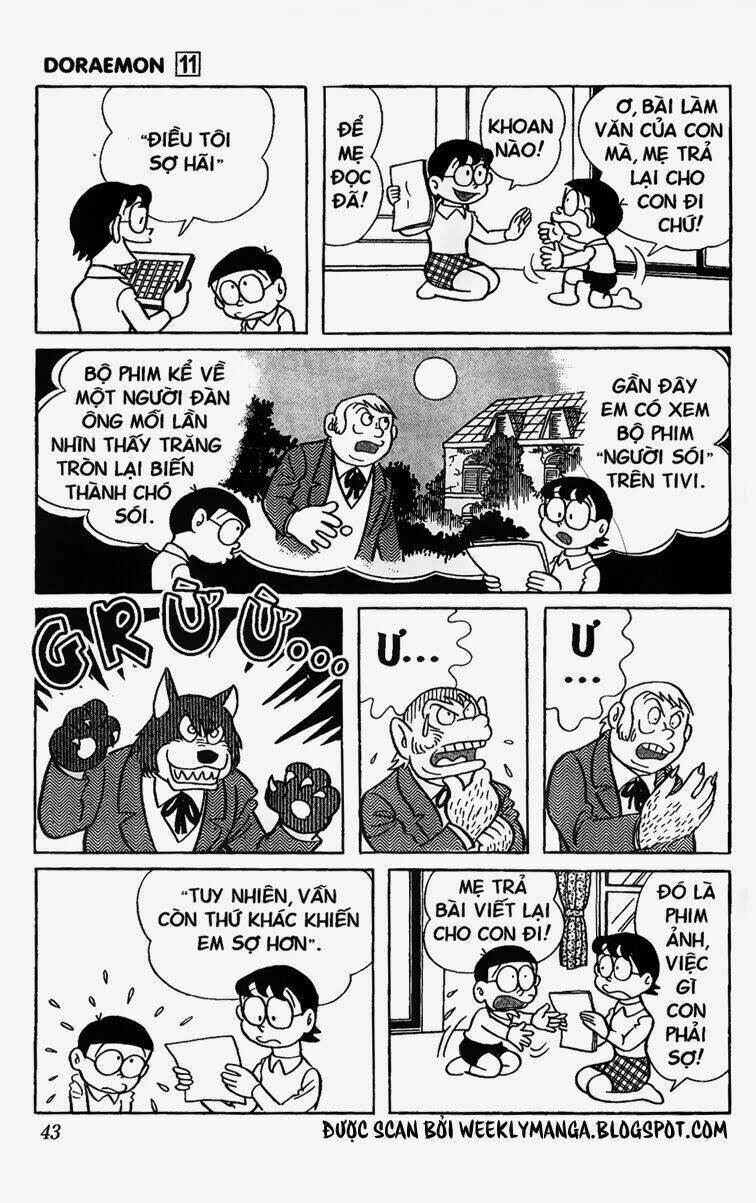 DORAEMON 11
Ơ, BÀI LÀM
VĂN CỦA CON
MÀ, MẸ TRẢ
LẠI CHO
CON ĐI
CHỨ!
KHOAN
NÀO!
ĐỂ
MẸ
ĐỌC
ĐÃ!
“ĐIỀU TÔI
SỢ HÃI”
GẦN ĐÂY
EM CÓ XEM
BỘ PHIM
“NGƯỜI SÓI”
TRÊN TIVI.
BỘ PHIM KỂ VỀ
MỘT NGƯỜI ĐÀN
ÔNG MỖI LẦN
NHÌN THẤY TRĂNG
TRÒN LẠI BIẾN
THÀNH CHÓ
SÓI.
Ư
...
Ư...
GRỪ Ừ...
ĐÓ LÀ
PHIM
ẢNH,
VIỆC
GÌ
CON
PHẢI
SỢ!
MẸ TRẢ
BÀI VIẾT LẠI
CHO CON ĐI!
“TUY NHIÊN, VẪN
CÒN THỨ KHÁC KHIẾN
EM SỢ HƠN”.
43
ĐƯỢC SCAN BỞI WEEKLYMANGA.BLOGSPOT.COM